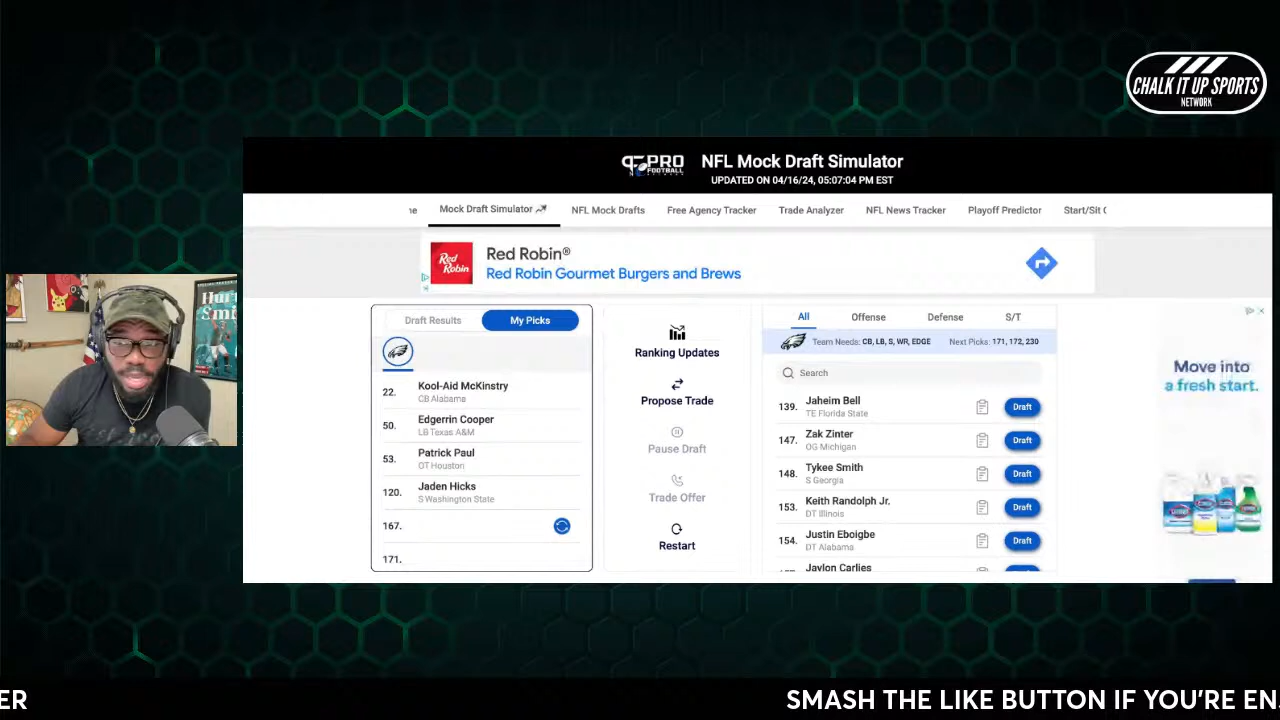 CHALK IT UP SPORTS
NETWORK
PRO
FOOTBALL
NETWORK
NFL Mock Draft Simulator
UPDATED ON 04/16/24, 05:07:04 PM EST
Mock Draft Simulator
NFL Mock Drafts
Free Agency Tracker
Trade Analyzer
NFL News Tracker
Playoff Predictor
Start/Sit
Red Robin
Red Robin®
Red Robin Gourmet Burgers and Brews
Draft Results
My Picks
22.
Kool-Aid McKinstry
CB Alabama
50.
Edgerrin Cooper
LB Texas A&M
53.
Patrick Paul
OT Houston
120.
Jaden Hicks
S Washington State
167.
171.
Ranking Updates
Propose Trade
Pause Draft
Trade Offer
Restart
All
Offense
Defense
S/T
Team Needs: CB, LB, S, WR, EDGE
Next Picks: 171, 172, 230
Search
139.
Jaheim Bell
TE Florida State
Draft
147.
Zak Zinter
OG Michigan
Draft
148.
Tykee Smith
S Georgia
Draft
153.
Keith Randolph Jr.
DT Illinois
Draft
154.
Justin Eboigbe
DT Alabama
Draft
Jaylon Carlies
Move into
a fresh start.
ER
SMASH THE LIKE BUTTON IF YOU'RE EN